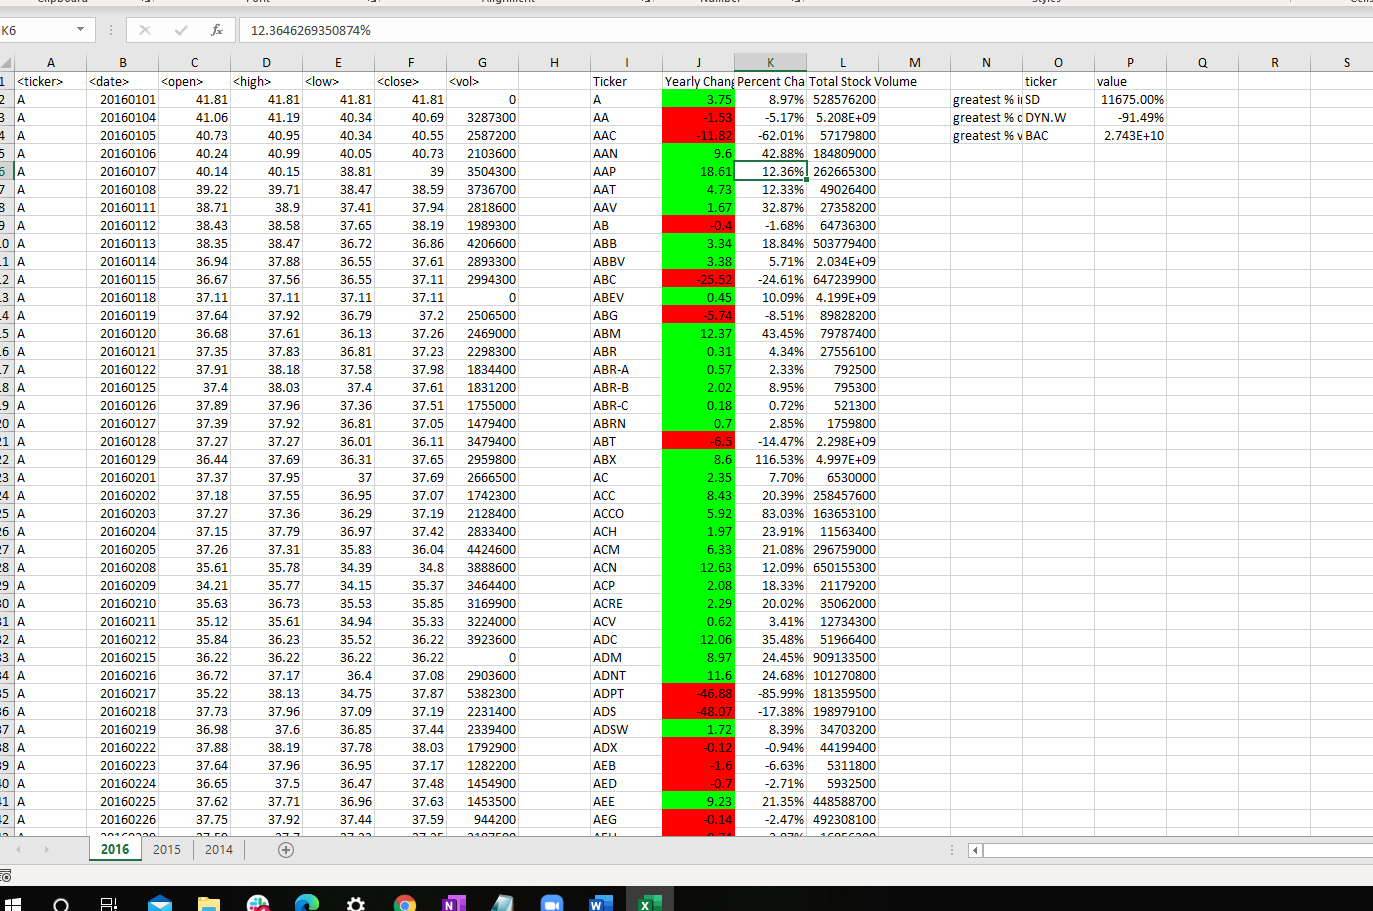 K6 fx 12.3646269350874%
A B C D E F G H I J K L M N O P Q R S
<ticker> <date> <open> <high> <low> <close> <vol> Ticker Yearly Chang Percent Cha Total Stock Volume ticker value
A 20160101 41.81 41.81 41.81 41.81 0 A 3.75 8.97% 528576200 greatest % i SD 11675.00%
A 20160104 41.06 41.19 40.34 40.69 3287300 AA -1.53 -5.17% 5.208E+09 greatest % d DYN.W -91.49%
A 20160105 40.73 40.95 40.34 40.55 2587200 AAC -11.82 -62.01% 57179800 greatest % v BAC 2.743E+10
A 20160106 40.24 40.99 40.05 40.73 2103600 AAN 9.6 42.88% 184809000
A 20160107 40.14 40.15 38.81 39 3504300 AAP 18.61 12.36% 262665300
A 20160108 39.22 39.71 38.47 38.59 3736700 AAT 4.73 12.33% 49026400
A 20160111 38.71 38.9 37.41 37.94 2818600 AAV 1.67 32.87% 27358200
A 20160112 38.43 38.58 37.65 38.19 1989300 AB -0.4 -1.68% 64736300
A 20160113 38.35 38.47 36.72 36.86 4206600 ABB 3.34 18.84% 503779400
A 20160114 36.94 37.88 36.55 37.61 2893300 ABBV 3.38 5.71% 2.034E+09
A 20160115 36.67 37.56 36.55 37.11 2994300 ABC -25.52 -24.61% 647239900
A 20160118 37.11 37.11 37.11 37.11 0 ABEV 0.45 10.09% 4.199E+09
A 20160119 37.64 37.92 36.79 37.2 2506500 ABG -5.74 -8.51% 89828200
A 20160120 36.68 37.61 36.13 37.26 2469000 ABM 12.37 43.45% 79787400
A 20160121 37.35 37.83 36.81 37.23 2298300 ABR 0.31 4.34% 27556100
A 20160122 37.91 38.18 37.58 37.98 1834400 ABR-A 0.57 2.33% 792500
A 20160125 37.4 38.03 37.4 37.61 1831200 ABR-B 2.02 8.95% 795300
A 20160126 37.89 37.96 37.36 37.51 1755000 ABR-C 0.18 0.72% 521300
A 20160127 37.39 37.92 36.81 37.05 1479400 ABRN 0.7 2.85% 1759800
A 20160128 37.27 37.27 36.01 36.11 3479400 ABT -6.5 -14.47% 2.298E+09
A 20160129 36.44 37.69 36.31 37.65 2959800 ABX 8.6 116.53% 4.997E+09
A 20160201 37.37 37.95 37 37.69 2666500 AC 2.35 7.70% 6530000
A 20160202 37.18 37.55 36.95 37.07 1742300 ACC 8.43 20.39% 258457600
A 20160203 37.27 37.36 36.29 37.19 2128400 ACCO 5.92 83.03% 163653100
A 20160204 37.15 37.79 36.97 37.42 2833400 ACH 1.97 23.91% 11563400
A 20160205 37.26 37.31 35.83 36.04 4424600 ACM 6.33 21.08% 296759000
A 20160208 35.61 35.78 34.39 34.8 3888600 ACN 12.63 12.09% 650155300
A 20160209 34.21 35.77 34.15 35.37 3464400 ACP 2.08 18.33% 21179200
A 20160210 35.63 36.73 35.53 35.85 3169900 ACRE 2.29 20.02% 35062000
A 20160211 35.12 35.61 34.94 35.33 3224000 ACV 0.62 3.41% 12734300
A 20160212 35.84 36.23 35.52 36.22 3923600 ADC 12.06 35.48% 51966400
A 20160215 36.22 36.22 36.22 36.22 0 ADM 8.97 24.45% 909133500
A 20160216 36.72 37.17 36.4 37.08 2903600 ADNT 11.6 24.68% 101270800
A 20160217 35.22 38.13 34.75 37.87 5382300 ADPT -46.88 -85.99% 181359500
A 20160218 37.73 37.96 37.09 37.19 2231400 ADS -48.07 -17.38% 198979100
A 20160219 36.98 37.6 36.85 37.44 2339400 ADSW 1.72 8.39% 34703200
A 20160222 37.88 38.19 37.78 38.03 1792900 ADX -0.12 -0.94% 44199400
A 20160223 37.64 37.96 36.95 37.17 1282200 AEB -1.6 -6.63% 5311800
A 20160224 36.65 37.5 36.47 37.48 1454900 AED -0.7 -2.71% 5932500
A 20160225 37.62 37.71 36.96 37.63 1453500 AEE 9.23 21.35% 448588700
A 20160226 37.75 37.92 37.44 37.59 944200 AEG -0.14 -2.47% 492308100
2016 2015 2014